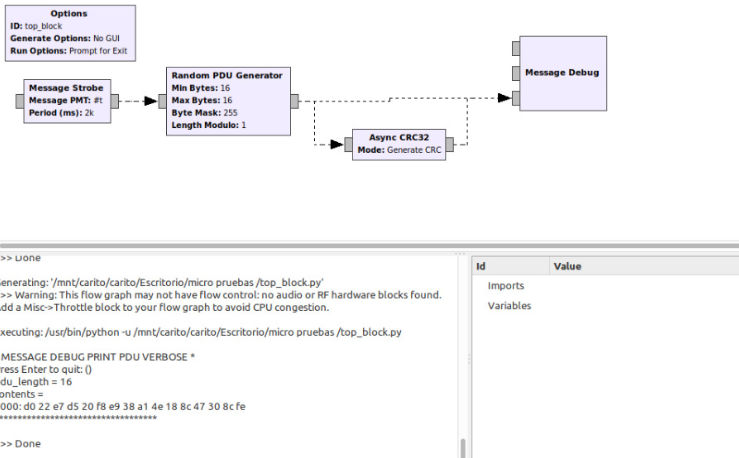 Options
ID: top_block
Generate Options: No GUI
Run Options: Prompt for Exit
Message Strobe
Message PMT: #t
Period (ms): 2k
Random PDU Generator
Min Bytes: 16
Max Bytes: 16
Byte Mask: 255
Length Modulo: 1
Async CRC32
Mode: Generate CRC
Message Debug
>> Done
enerating: '/mnt/carito/carito/Escritorio/micro pruebas /top_block.py'
>> Warning: This flow graph may not have flow control: no audio or RF hardware blocks found.
Add a Misc->Throttle block to your flow graph to avoid CPU congestion.
xecuting: /usr/bin/python -u /mnt/carito/carito/Escritorio/micro pruebas /top_block.py
MESSAGE DEBUG PRINT PDU VERBOSE *
ress Enter to quit: ()
du_length = 16
ontents =
000: d0 22 e7 d5 20 f8 e9 38 a1 4e 18 8c 47 30 8c fe
**********************************
>> Done
Id Value
Imports
Variables